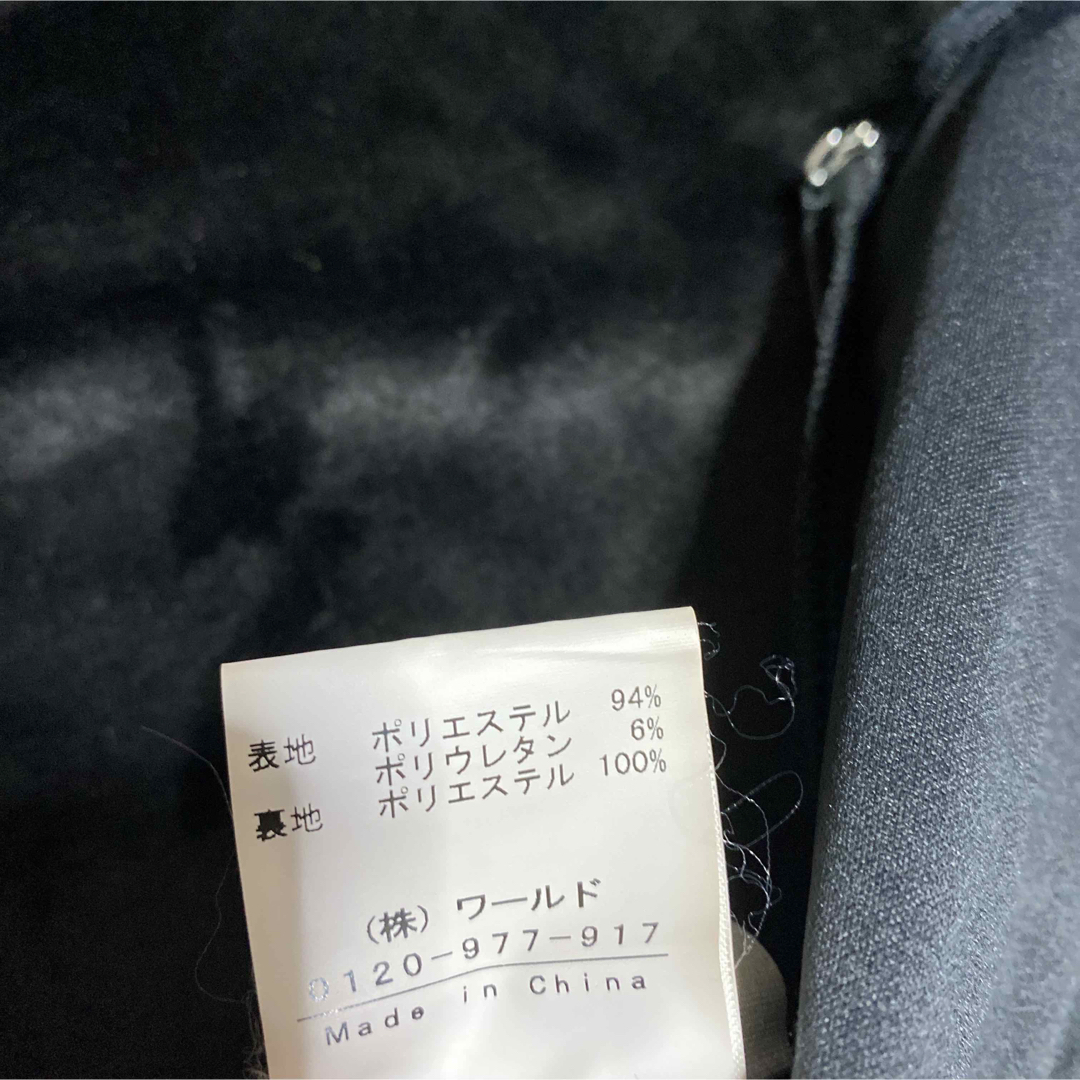 表地 ポリエステル 94%
ポリウレタン 6%
裏地 ポリエステル 100%
(株) ワールド
0120-977-917
Made in China